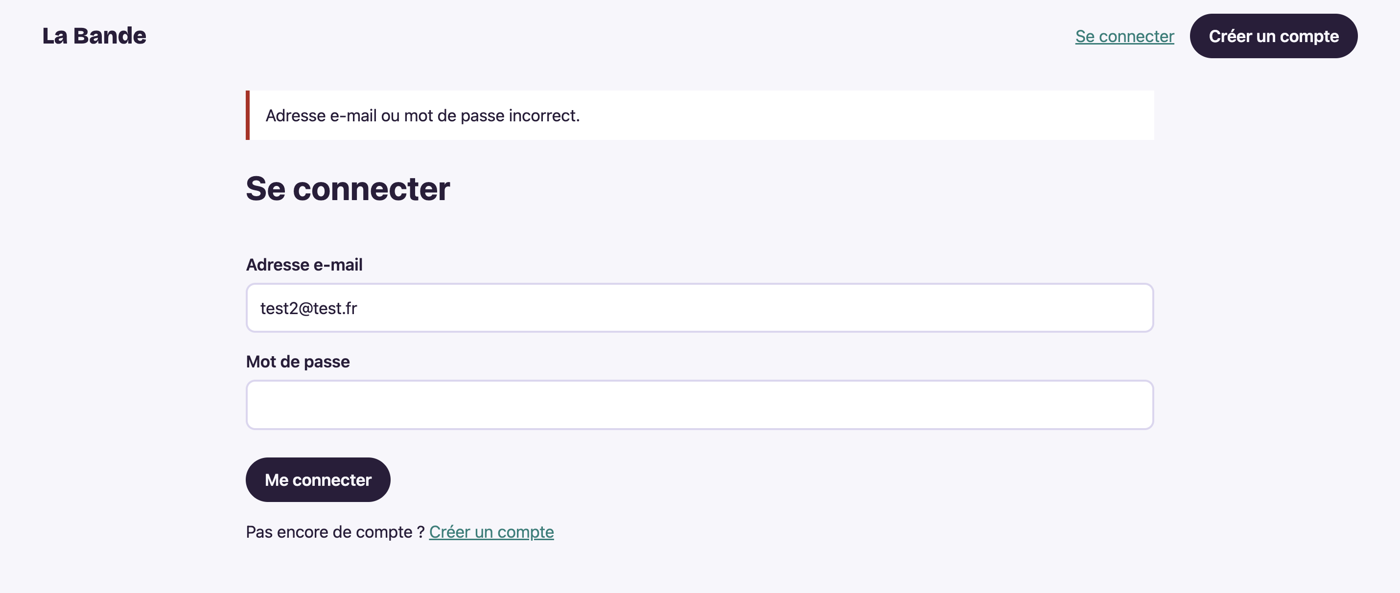 La Bande
Se connecter
Créer un compte
Adresse e-mail ou mot de passe incorrect.
Se connecter
Adresse e-mail
test2@test.fr
Mot de passe
Me connecter
Pas encore de compte ? Créer un compte